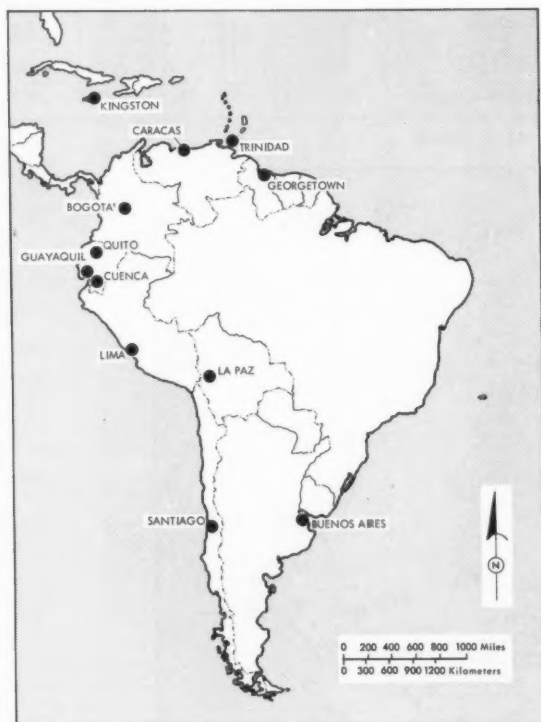 KINGSTON
CARACAS
TRINIDAD
GEORGETOWN
BOGOTA'
QUITO
GUAYAQUIL
CUENCA
LIMA
LA PAZ
SANTIAGO
BUENOS AIRES
N
0 200 400 600 800 1000 Miles
0 300 600 900 1200 Kilometers